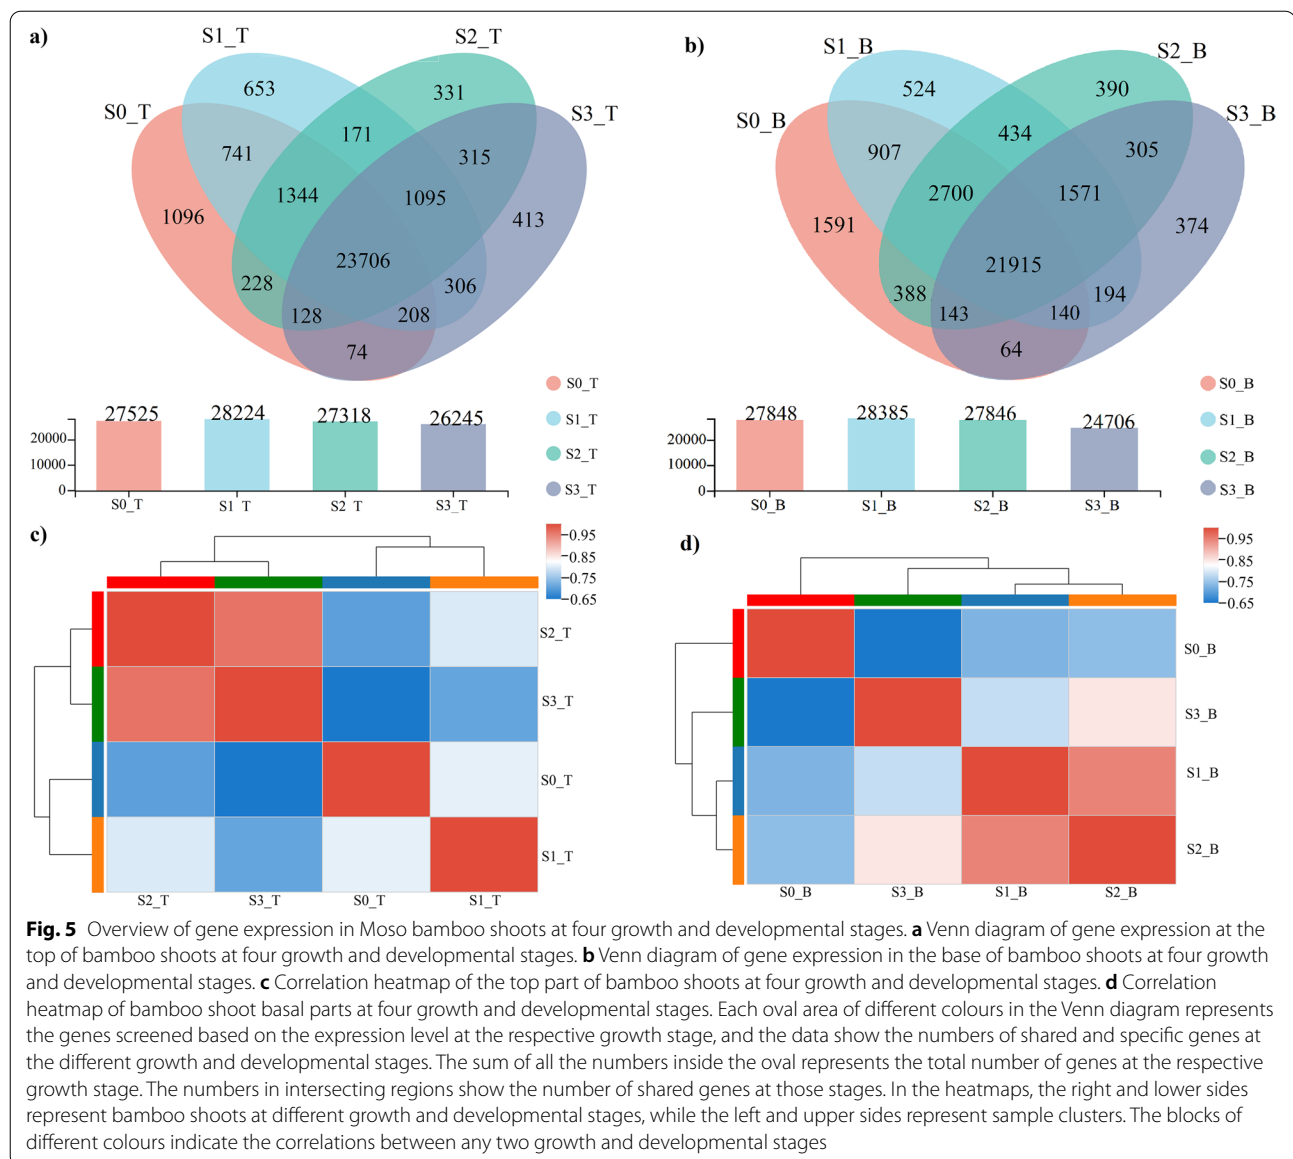 a)
S1_T
S2_T
S0_T
S3_T
653
331
171
741
315
1344
1095
1096
413
23706
228
306
128
208
74
S0_T
S1_T
S2_T
S3_T
27525
28224
27318
26245
20000
10000
0
S0_T
S1_T
S2_T
S3_T
b)
S1_B
S2_B
S0_B
S3_B
524
390
434
907
305
2700
1571
1591
374
21915
388
194
143
140
64
S0_B
S1_B
S2_B
S3_B
27848
28385
27846
24706
20000
10000
0
S0_B
S1_B
S2_B
S3_B
c)
0.95
0.85
0.75
0.65
S2_T
S3_T
S0_T
S1_T
S2_T
S3_T
S0_T
S1_T
d)
0.95
0.85
0.75
0.65
S0_B
S3_B
S1_B
S2_B
S0_B
S3_B
S1_B
S2_B
Fig. 5 Overview of gene expression in Moso bamboo shoots at four growth and developmental stages. a Venn diagram of gene expression at the
top of bamboo shoots at four growth and developmental stages. b Venn diagram of gene expression in the base of bamboo shoots at four growth
and developmental stages. c Correlation heatmap of the top part of bamboo shoots at four growth and developmental stages. d Correlation
heatmap of bamboo shoot basal parts at four growth and developmental stages. Each oval area of different colours in the Venn diagram represents
the genes screened based on the expression level at the respective growth stage, and the data show the numbers of shared and specific genes at
the different growth and developmental stages. The sum of all the numbers inside the oval represents the total number of genes at the respective
growth stage. The numbers in intersecting regions show the number of shared genes at those stages. In the heatmaps, the right and lower sides
represent bamboo shoots at different growth and developmental stages, while the left and upper sides represent sample clusters. The blocks of
different colours indicate the correlations between any two growth and developmental stages